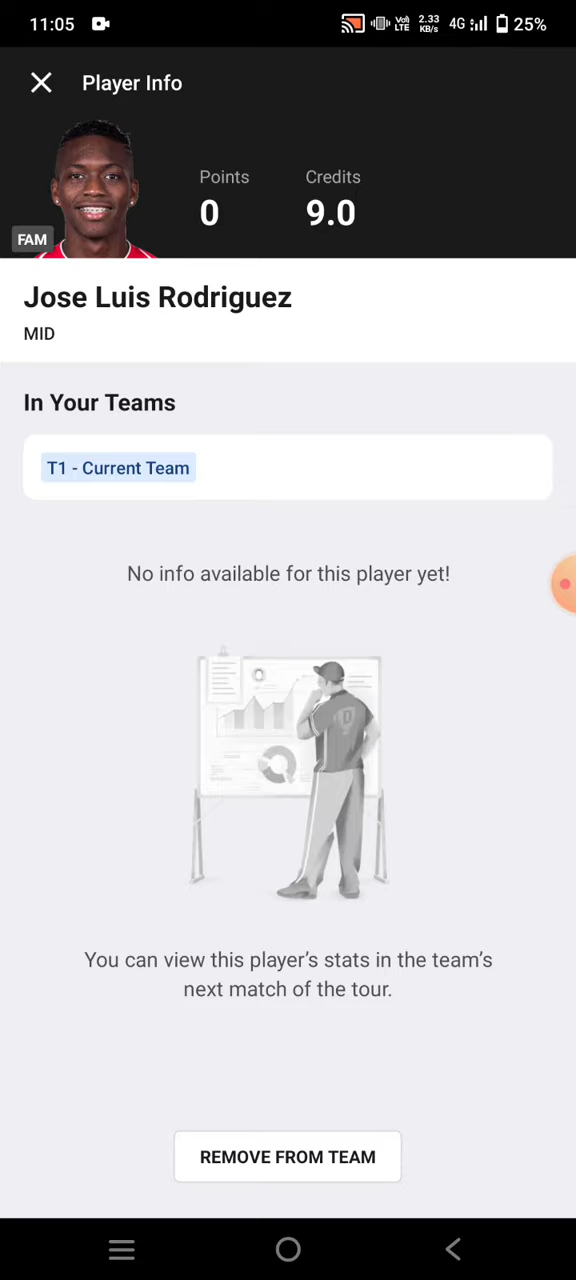 11:05
Vo)
LTE
2.33
KB/s
4G
25%
Player Info
Points
Credits
0
9.0
FAM
Jose Luis Rodriguez
MID
In Your Teams
T1 - Current Team
No info available for this player yet!
D
You can view this player’s stats in the team’s
next match of the tour.
REMOVE FROM TEAM